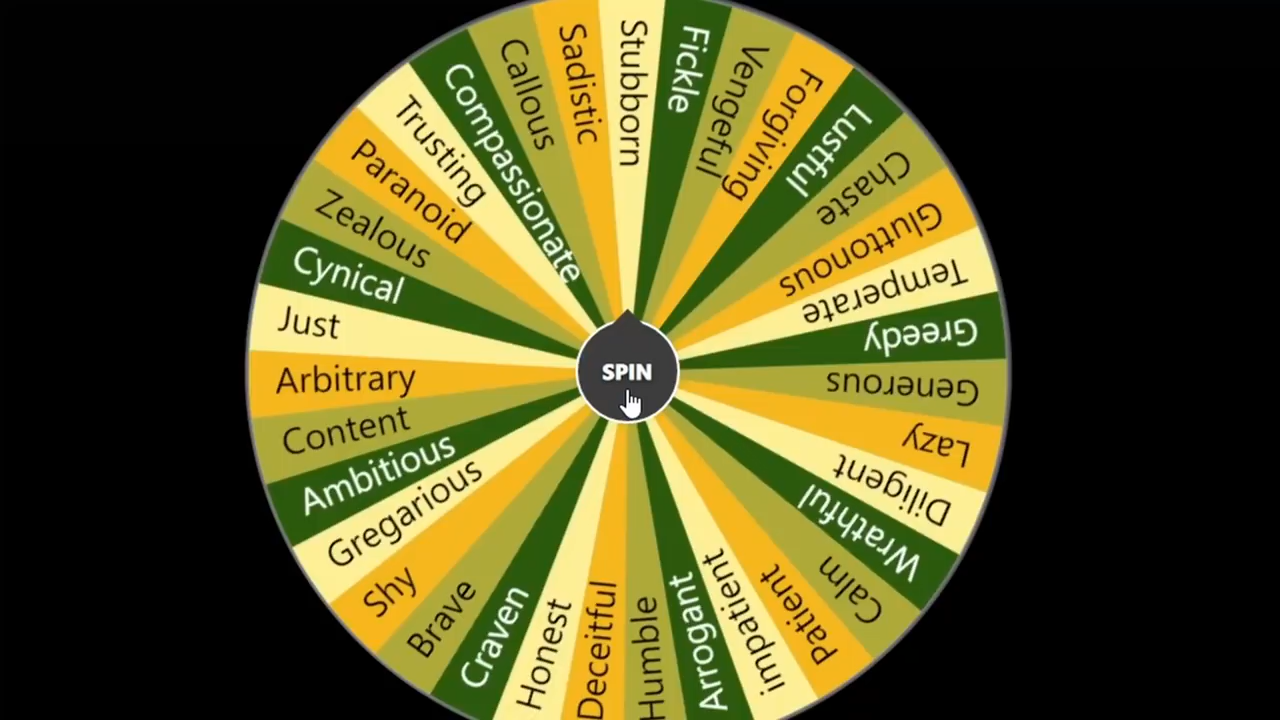 Stubborn
Fickle
Vengeful
Forgiving
Lustful
Chaste
Gluttonous
Temperate
Greedy
Generous
Lazy
Diligent
Wrathful
Calm
Patient
impatient
Arrogant
Humble
Deceitful
Honest
Craven
Brave
Shy
Gregarious
Ambitious
Content
Arbitrary
Just
Cynical
Zealous
Paranoid
Trusting
Compassionate
Callous
Sadistic
SPIN